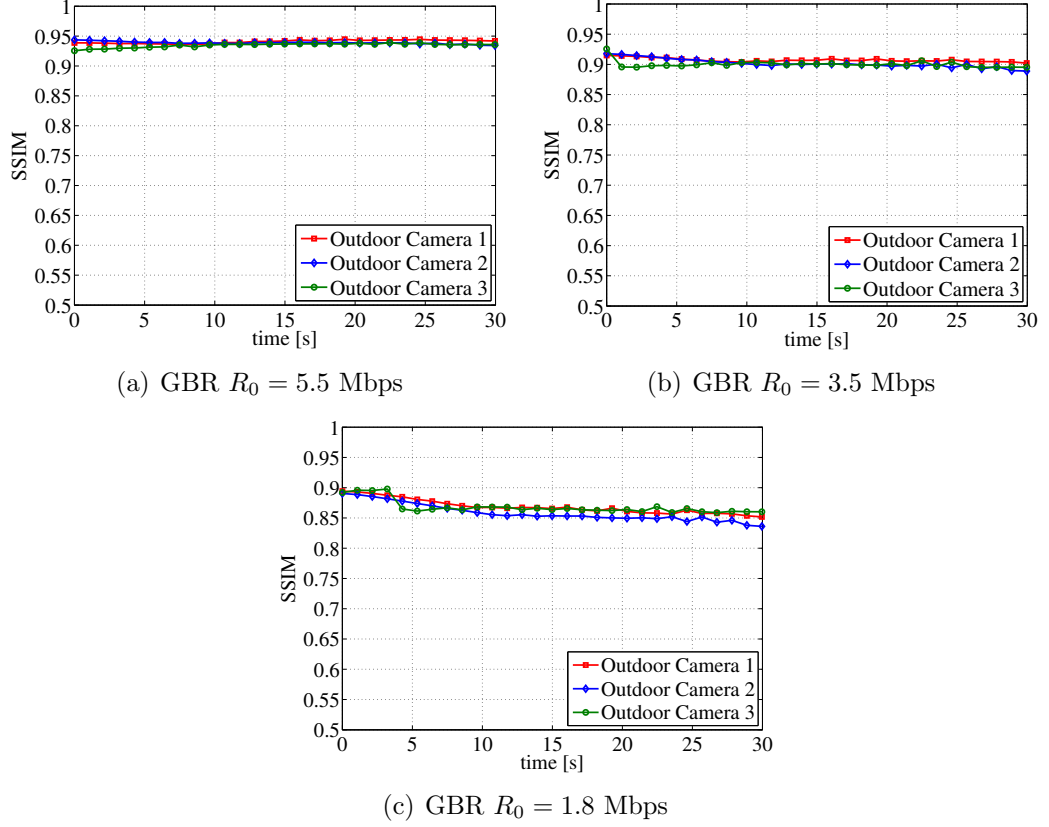 1
0.95
0.9
0.85
0.8
0.75
0.7
0.65
0.6
0.55
0.5
SSIM
0 5 10 15 20 25 30
time [s]
Outdoor Camera 1
Outdoor Camera 2
Outdoor Camera 3
(a) GBR R₀ = 5.5 Mbps
1
0.95
0.9
0.85
0.8
0.75
0.7
0.65
0.6
0.55
0.5
SSIM
0 5 10 15 20 25 30
time [s]
Outdoor Camera 1
Outdoor Camera 2
Outdoor Camera 3
(b) GBR R₀ = 3.5 Mbps
1
0.95
0.9
0.85
0.8
0.75
0.7
0.65
0.6
0.55
0.5
SSIM
0 5 10 15 20 25 30
time [s]
Outdoor Camera 1
Outdoor Camera 2
Outdoor Camera 3
(c) GBR R₀ = 1.8 Mbps